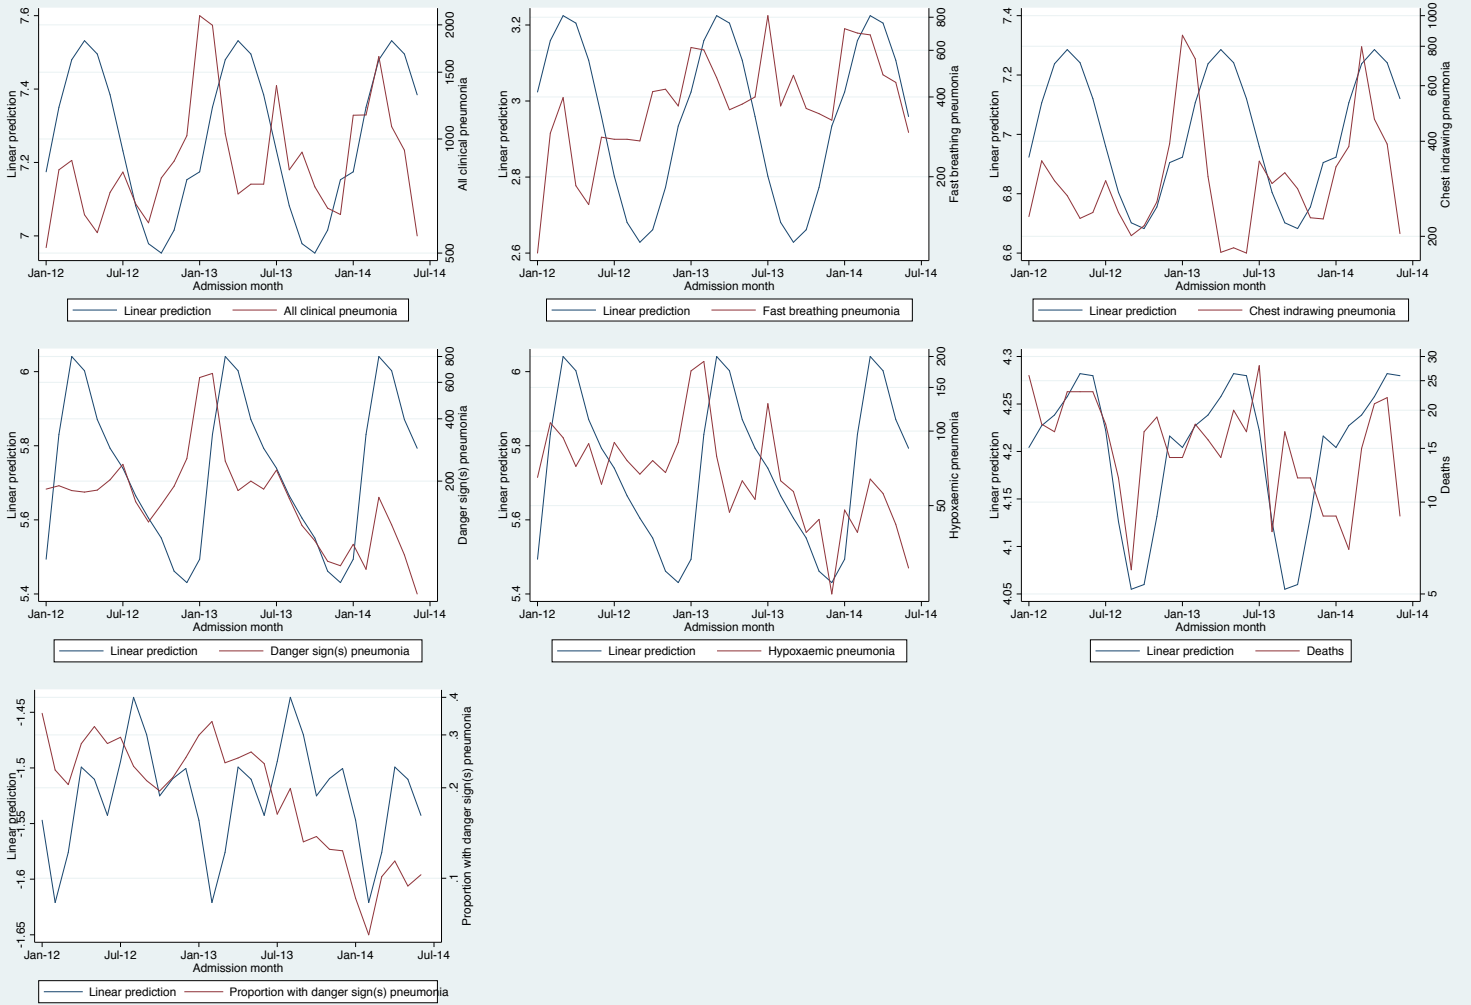 7.6
7.4
7.2
7
Linear prediction
2000
1500
1000
500
All clinical pneumonia
Jan-12 Jul-12 Jan-13 Jul-13 Jan-14 Jul-14
Admission month
Linear prediction All clinical pneumonia
3.2
3
2.8
2.6
Linear prediction
800
600
400
200
Fast breathing pneumonia
Jan-12 Jul-12 Jan-13 Jul-13 Jan-14 Jul-14
Admission month
Linear prediction Fast breathing pneumonia
7.4
7.2
7
6.8
6.6
Linear prediction
1000
800
600
400
200
Chest indrawing pneumonia
Jan-12 Jul-12 Jan-13 Jul-13 Jan-14 Jul-14
Admission month
Linear prediction Chest indrawing pneumonia
6
5.8
5.6
5.4
Linear prediction
800
600
400
200
Danger sign(s) pneumonia
Jan-12 Jul-12 Jan-13 Jul-13 Jan-14 Jul-14
Admission month
Linear prediction Danger sign(s) pneumonia
6
5.8
5.6
5.4
Linear prediction
200
150
100
50
Hypoxaemic pneumonia
Jan-12 Jul-12 Jan-13 Jul-13 Jan-14 Jul-14
Admission month
Linear prediction Hypoxaemic pneumonia
4.3
4.25
4.2
4.15
4.1
4.05
Linear prediction
30
25
20
15
10
5
Deaths
Jan-12 Jul-12 Jan-13 Jul-13 Jan-14 Jul-14
Admission month
Linear prediction Deaths
-1.45
-1.5
-1.55
-1.6
-1.65
Linear prediction
.4
.3
.2
.1
Proportion with danger sign(s) pneumonia
Jan-12 Jul-12 Jan-13 Jul-13 Jan-14 Jul-14
Admission month
Linear prediction Proportion with danger sign(s) pneumonia